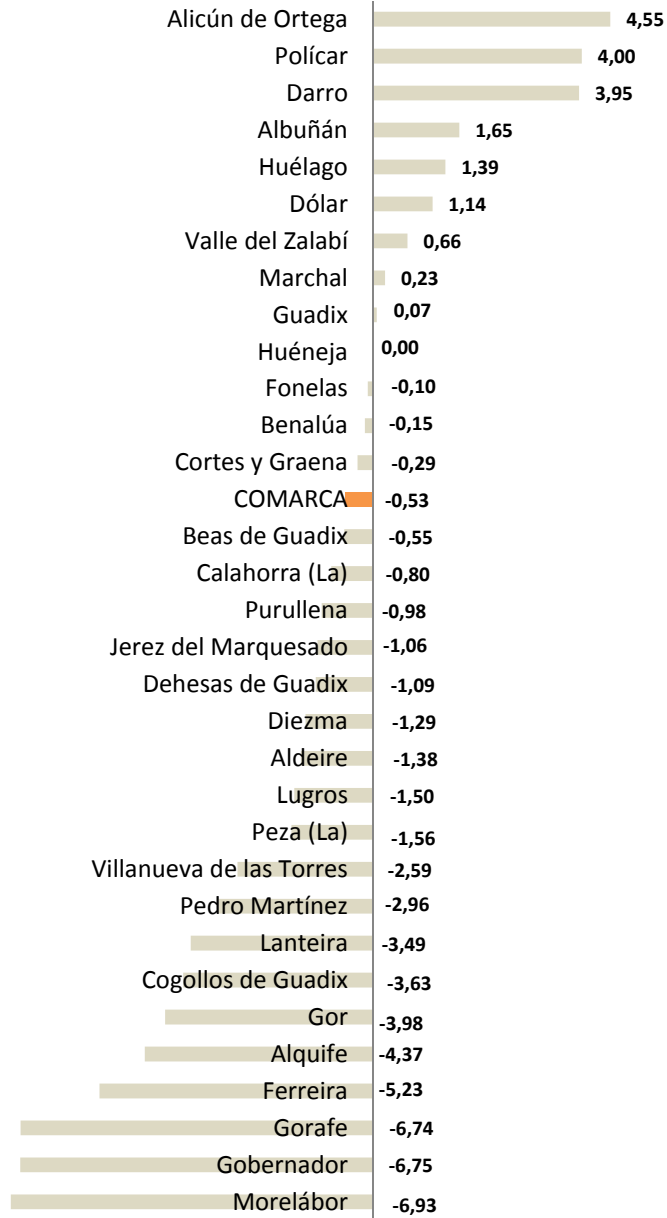 Alicún de Ortega 4,55
Polícar 4,00
Darro 3,95
Albuñán 1,65
Huélago 1,39
Dólar 1,14
Valle del Zalabí 0,66
Marchal 0,23
Guadix 0,07
Huéneja 0,00
Fonelas -0,10
Benalúa -0,15
Cortes y Graena -0,29
COMARCA -0,53
Beas de Guadix -0,55
Calahorra (La) -0,80
Purullena -0,98
Jerez del Marquesado -1,06
Dehesas de Guadix -1,09
Diezma -1,29
Aldeire -1,38
Lugros -1,50
Peza (La) -1,56
Villanueva de las Torres -2,59
Pedro Martínez -2,96
Lanteira -3,49
Cogollos de Guadix -3,63
Gor -3,98
Alquife -4,37
Ferreira -5,23
Gorafe -6,74
Gobernador -6,75
Morelábor -6,93